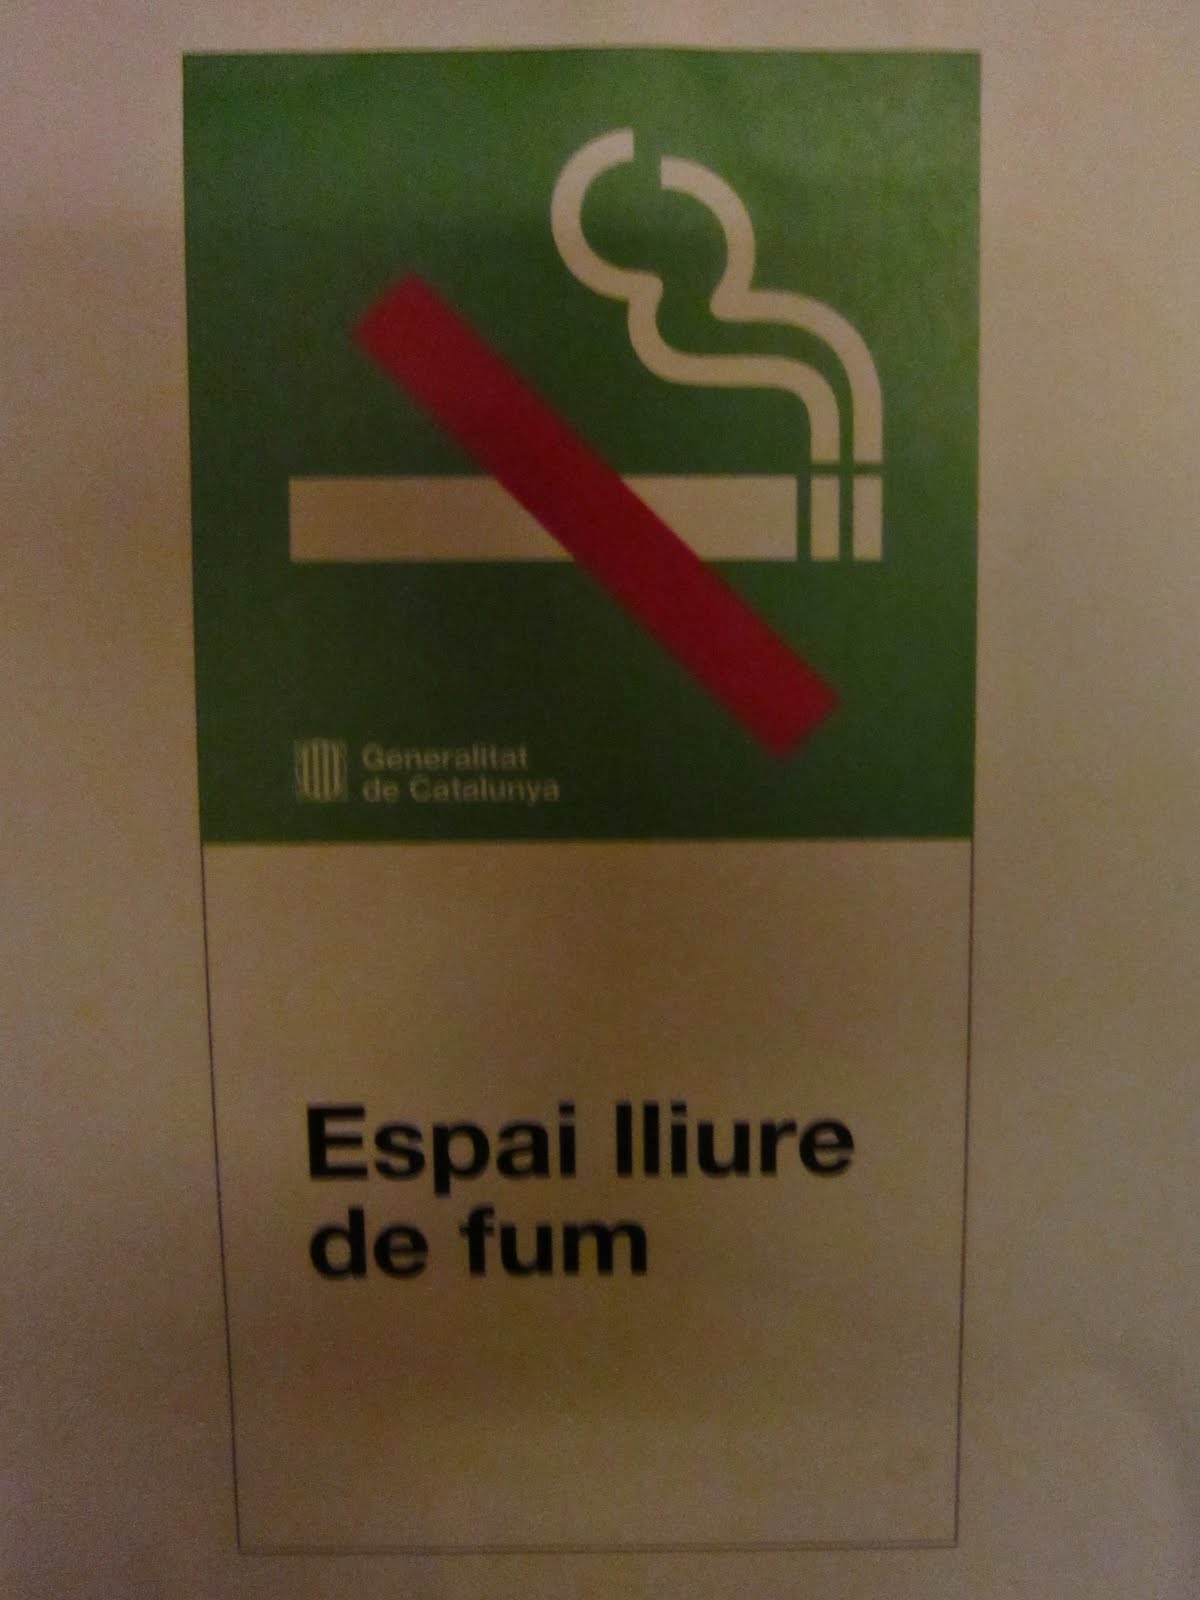 Generalitat
de Catalunya
Espai lliure
de fum